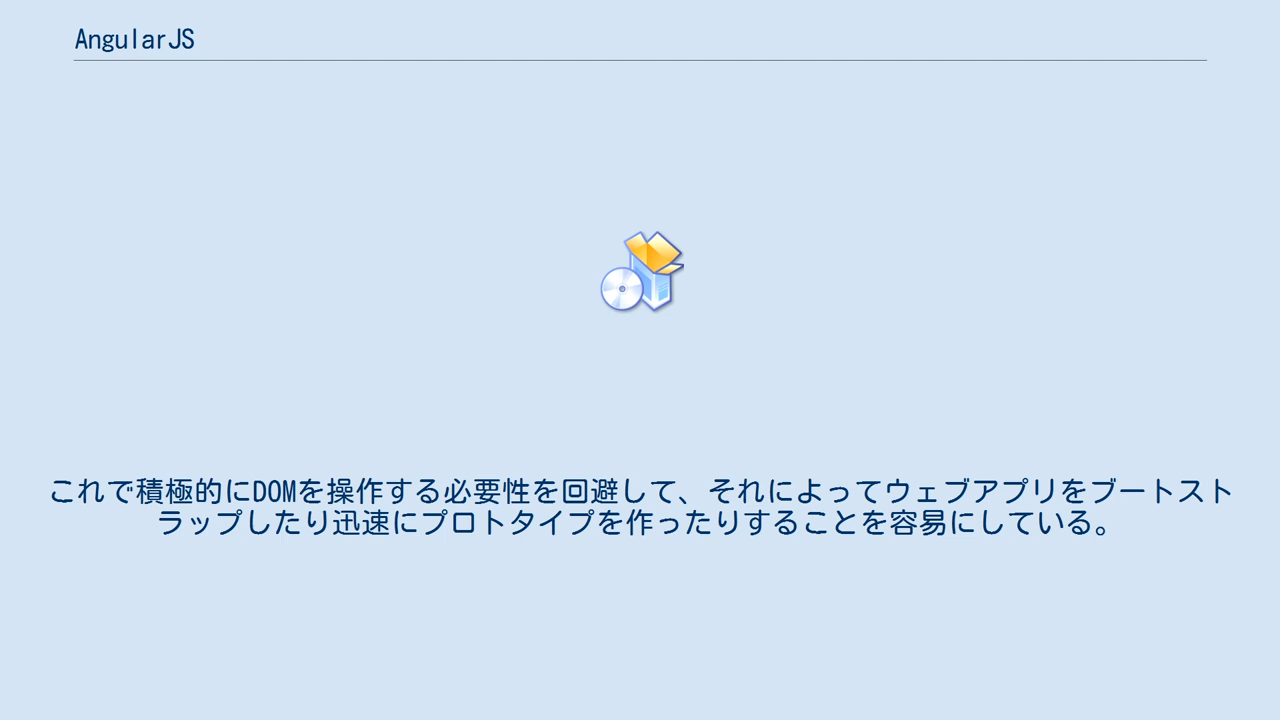 AngularJS
これで積極的にDOMを操作する必要性を回避して、それによってウェブアプリをブートスト
ラップしたり迅速にプロトタイプを作ったりすることを容易にしている。